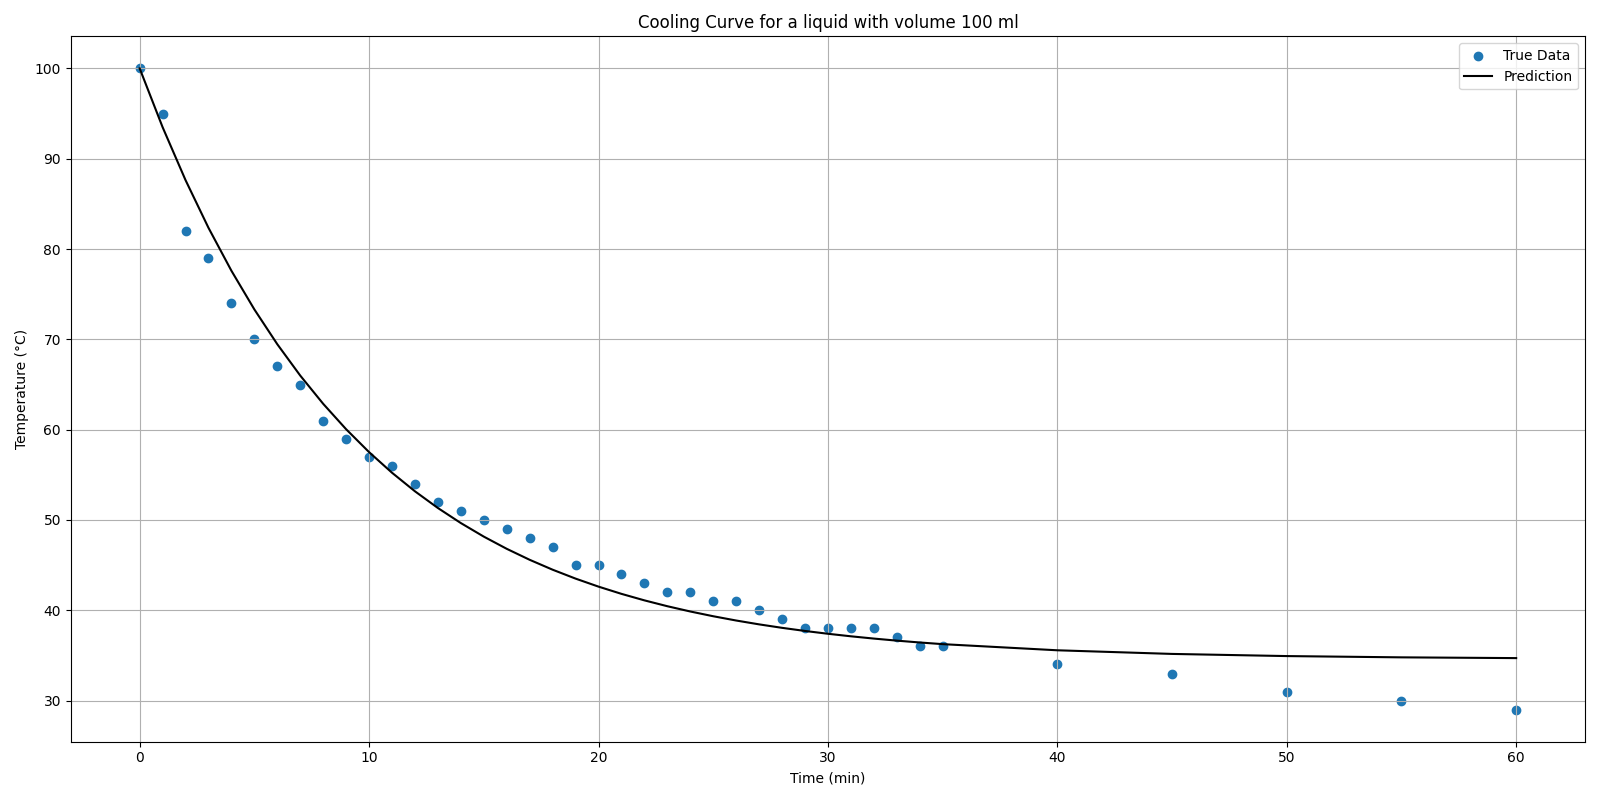 Cooling Curve for a liquid with volume 100 ml
True Data
Prediction
Temperature (°C)
100
90
80
70
60
50
40
30
0 10 20 30 40 50 60
Time (min)